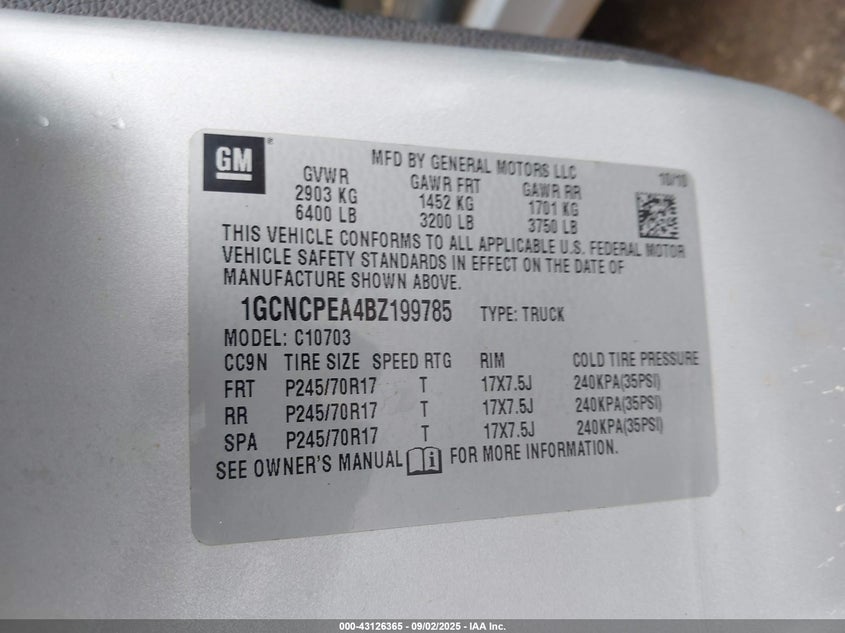 GM ®
MFD BY GENERAL MOTORS LLC 10/10
GVWR GAWR FRT GAWR RR
2903 KG 1452 KG 1701 KG
6400 LB 3200 LB 3750 LB
THIS VEHICLE CONFORMS TO ALL APPLICABLE U.S. FEDERAL MOTOR
VEHICLE SAFETY STANDARDS IN EFFECT ON THE DATE OF
MANUFACTURE SHOWN ABOVE.
1GCNCPEA4BZ199785 TYPE: TRUCK
MODEL: C10703
CC9N TIRE SIZE SPEED RTG RIM COLD TIRE PRESSURE
FRT P245/70R17 T 17X7.5J 240KPA(35PSI)
RR P245/70R17 T 17X7.5J 240KPA(35PSI)
SPA P245/70R17 T 17X7.5J 240KPA(35PSI)
SEE OWNER'S MANUAL i FOR MORE INFORMATION.
000-43126365 - 09/02/2025 - IAA Inc.